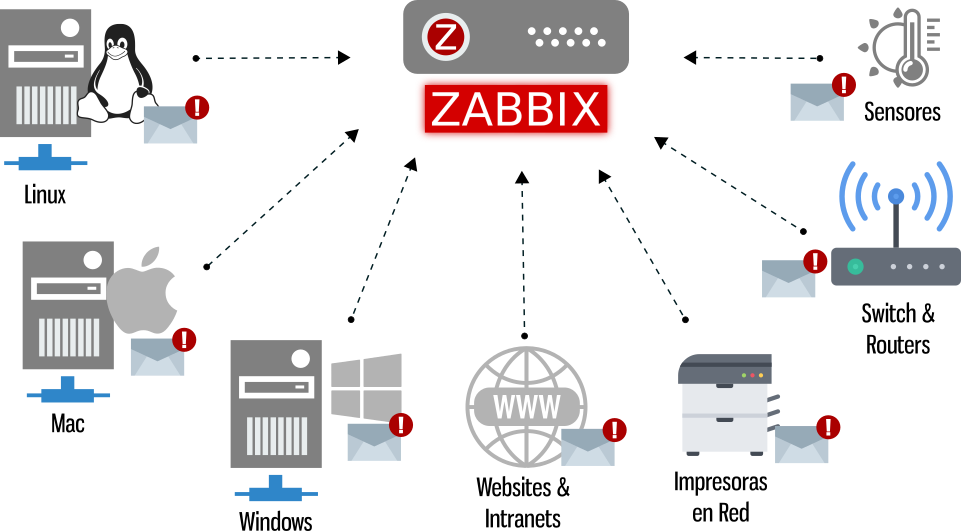 Z
ZABBIX
Linux
Sensores
Mac
Switch &
Routers
Windows
WWW
Websites &
Intranets
Impresoras
en Red
!
!
!
!
!
!
!